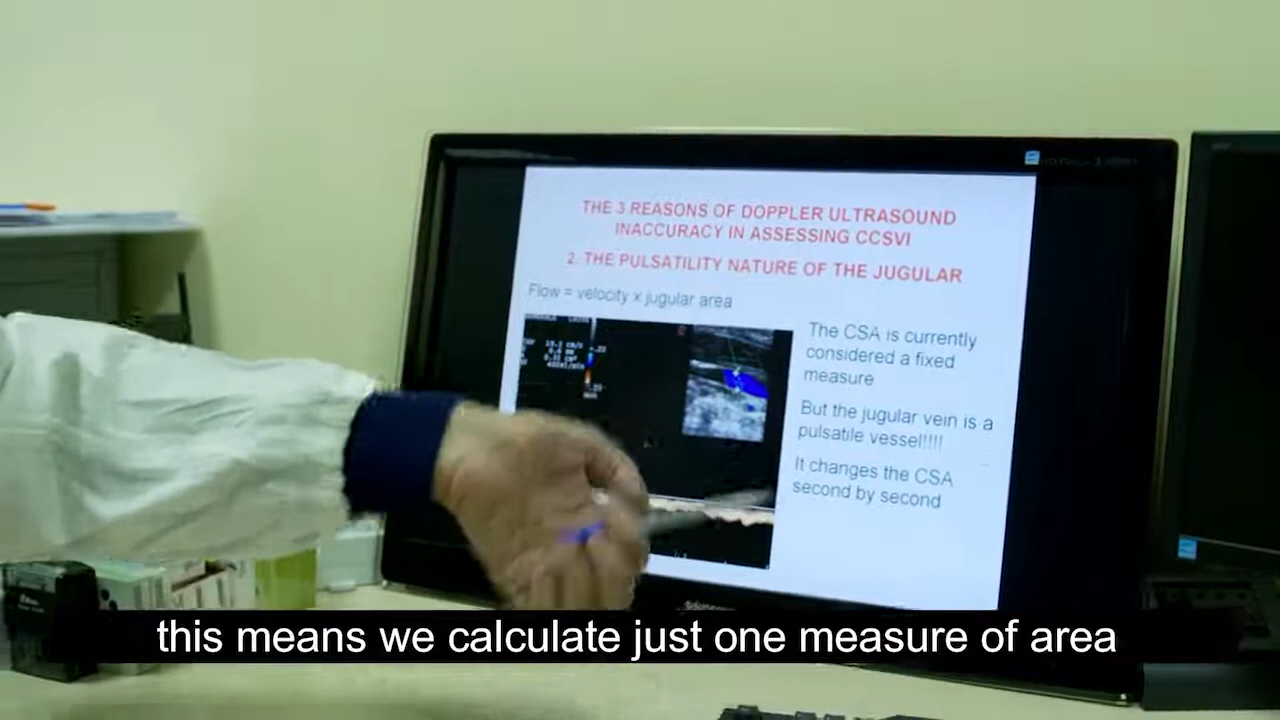 THE 3 REASONS OF DOPPLER ULTRASOUND
INACCURACY IN ASSESSING CCSVI
2. THE PULSATILITY NATURE OF THE JUGULAR
Flow = velocity x jugular area
The CSA is currently
considered a fixed
measure
But the jugular vein is a
pulsatile vessel!!!!
It changes the CSA
second by second
this means we calculate just one measure of area